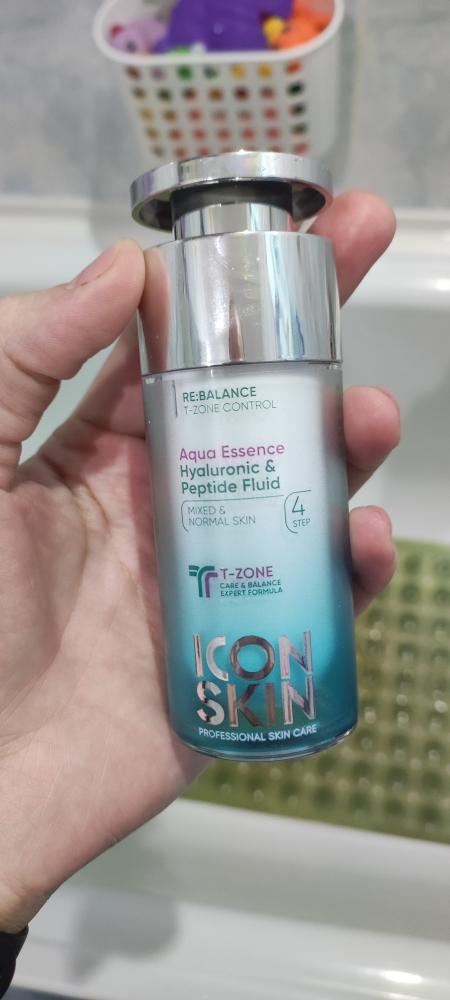 RE:BALANCE
T-ZONE CONTROL
Aqua Essence
Hyaluronic &
Peptide Fluid
MIXED &
NORMAL SKIN
4
STEP
T-ZONE
CARE & BALANCE
EXPERT FORMULA
ICON
SKIN
PROFESSIONAL SKIN CARE